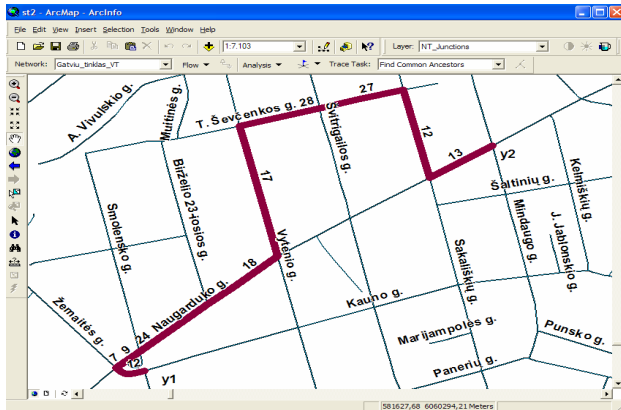 st2 - ArcMap - ArcInfo
File Edit View Insert Selection Tools Window Help
1:7.103 Layer: NT_Junctions
Network: Gatviu_tinklas_VT Flow Analysis Trace Task: Find Common Ancestors
A. Vivulskio g.
Muitinės g.
T. Ševčenkos g. 28
27
Švitrigailos g.
12
13
y2
17
Birželio 23-iosios g.
Smolensko g.
Šaltinių g.
Kelmiškių g.
Mindaugo g.
J. Jablonskio g.
Vytenio g.
Sakališkių g.
18
Naugarduko g.
24
9
7
12
Žemaitės g.
y1
Kauno g.
Marijampolės g.
Panerių g.
Punsko g.
581627,68 6060294,21 Meters